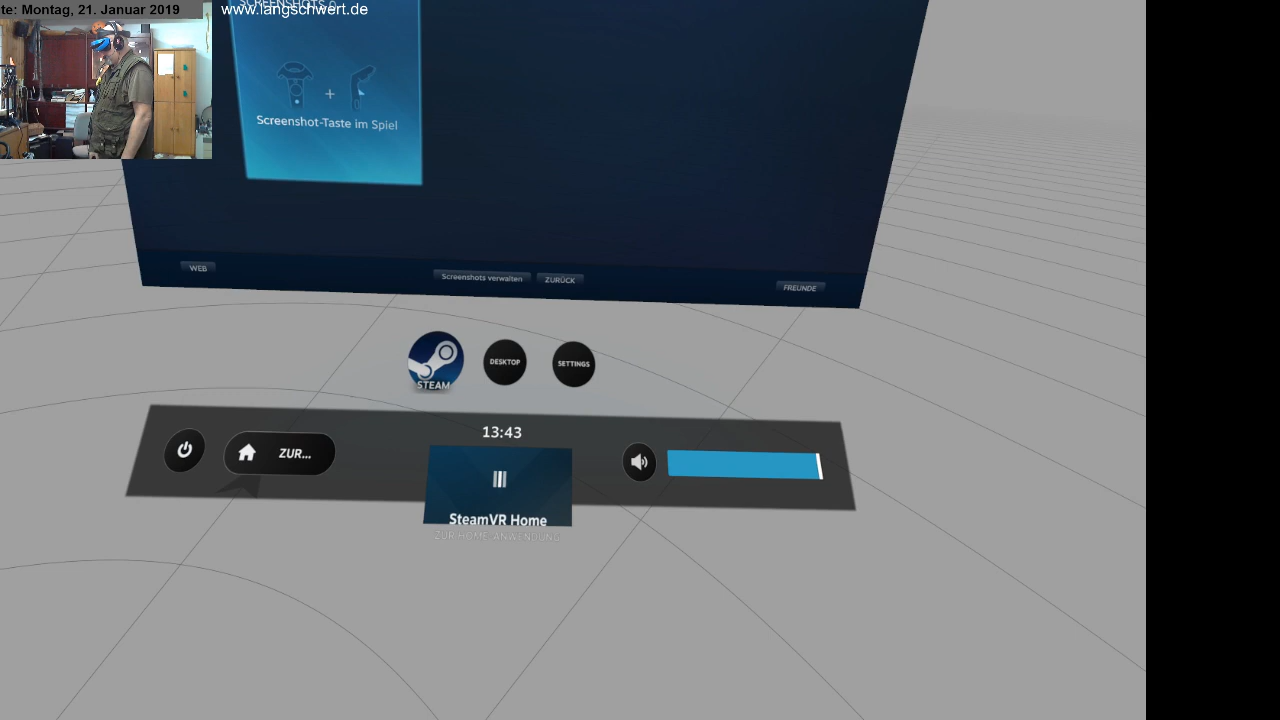 te: Montag, 21. Januar 2019
www.langschwert.de
SCREENSHOTS
Screenshot-Taste im Spiel
WEB
Screenshots verwalten
ZURÜCK
FREUNDE
STEAM
DESKTOP
SETTINGS
13:43
ZUR...
SteamVR Home
ZUR HOME-ANWENDUNG